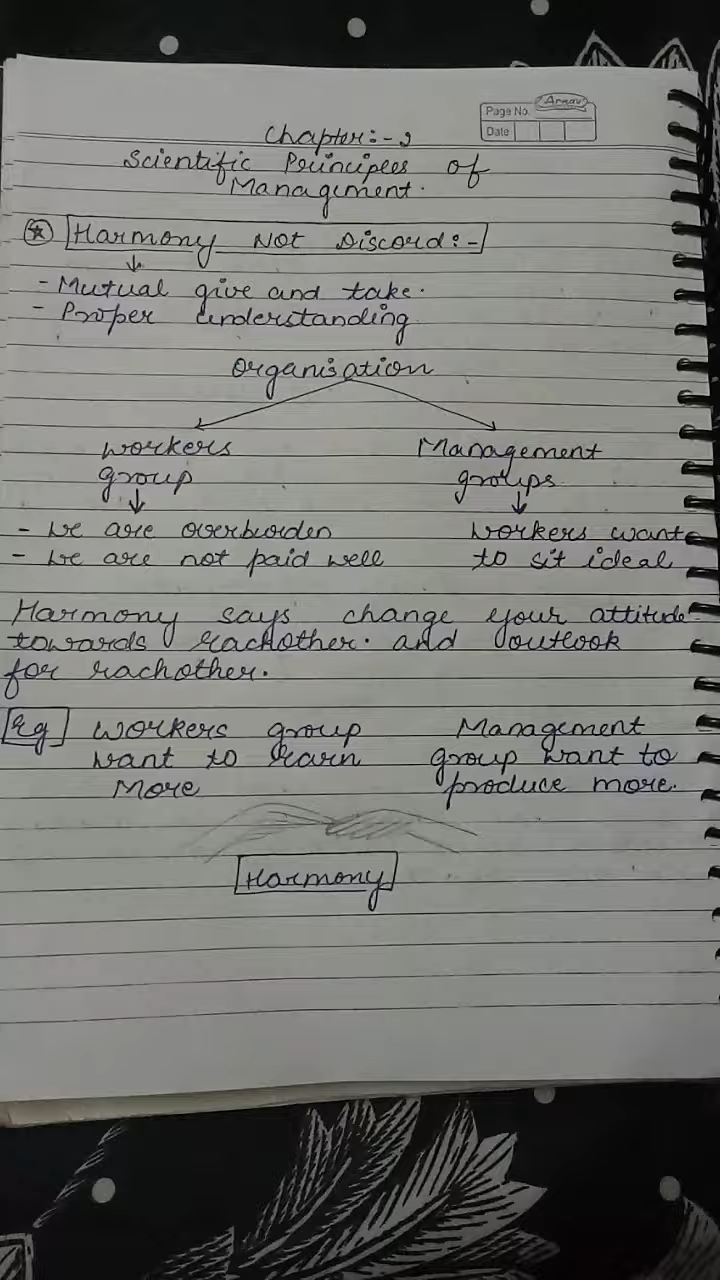 Page No.
Arnav
Date
Chapter:- 2
Scientific Principles of
Management.
Harmony Not Discord:-
- Mutual give and take.
- Proper understanding
Organisation
Workers Management
group groups
- We are overburden Workers want
- We are not paid well to sit ideal
Harmony says change your attitude
towards eachother. and outlook
for eachother.
Eg Workers group Management
want to earn group want to
More produce more.
Harmony